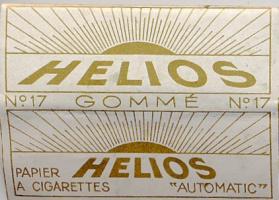 HELIOS
Nº17 GOMMÉ Nº17
HELIOS
PAPIER
A CIGARETTES "AUTOMATIC"